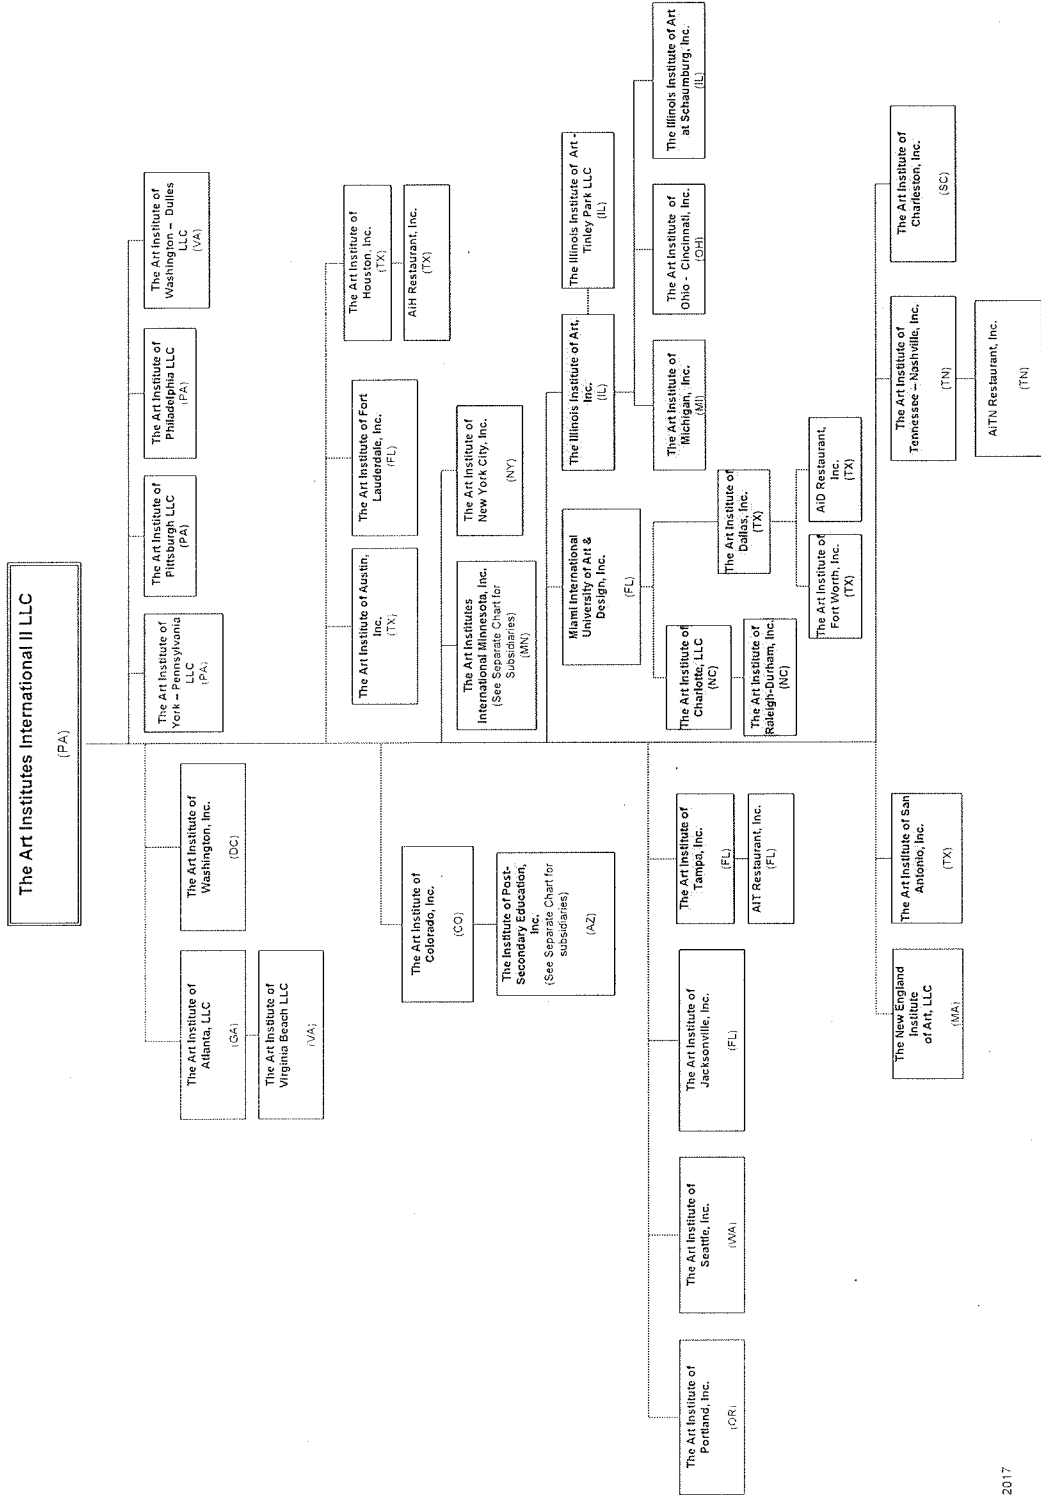 The Art Institutes International II LLC
(PA)
The Art Institute of
Atlanta, LLC
(GA)
The Art Institute of
Virginia Beach LLC
(VA)
The Art Institute of
Washington, Inc.
(DC)
The Art Institute of
York – Pennsylvania
LLC
(PA)
The Art Institute of
Pittsburgh LLC
(PA)
The Art Institute of
Philadelphia LLC
(PA)
The Art Institute of
Washington – Dulles
LLC
(VA)
The Art Institute of Austin,
Inc.
(TX)
The Art Institute of Fort
Lauderdale, Inc.
(FL)
The Art Institute of
Houston, Inc.
(TX)
AiH Restaurant, Inc.
(TX)
The Art Institute of
Colorado, Inc.
(CO)
The Institute of Post-
Secondary Education,
Inc.
(See Separate Chart for
subsidiaries)
(AZ)
The Art Institutes
International Minnesota, Inc.
(See Separate Chart for
Subsidiaries)
(MN)
The Art Institute of
New York City, Inc.
(NY)
Miami International
University of Art &
Design, Inc.
(FL)
The Illinois Institute of Art,
Inc.
(IL)
The Illinois Institute of Art -
Tinley Park LLC
(IL)
The Art Institute of
Michigan, Inc.
(MI)
The Art Institute of
Ohio - Cincinnati, Inc.
(OH)
The Illinois Institute of Art
at Schaumburg, Inc.
(IL)
The Art Institute of
Charlotte, LLC
(NC)
The Art Institute of
Raleigh-Durham, Inc.
(NC)
The Art Institute of
Dallas, Inc.
(TX)
The Art Institute of
Fort Worth, Inc.
(TX)
AiD Restaurant,
Inc.
(TX)
The Art Institute of
Portland, Inc.
(OR)
The Art Institute of
Seattle, Inc.
(WA)
The Art Institute of
Jacksonville, Inc.
(FL)
The Art Institute of
Tampa, Inc.
(FL)
AIT Restaurant, Inc.
(FL)
The New England
Institute
of Art, LLC
(MA)
The Art Institute of San
Antonio, Inc.
(TX)
The Art Institute of
Tennessee – Nashville, Inc.
(TN)
AiTN Restaurant, Inc.
(TN)
The Art Institute of
Charleston, Inc.
(SC)
2017